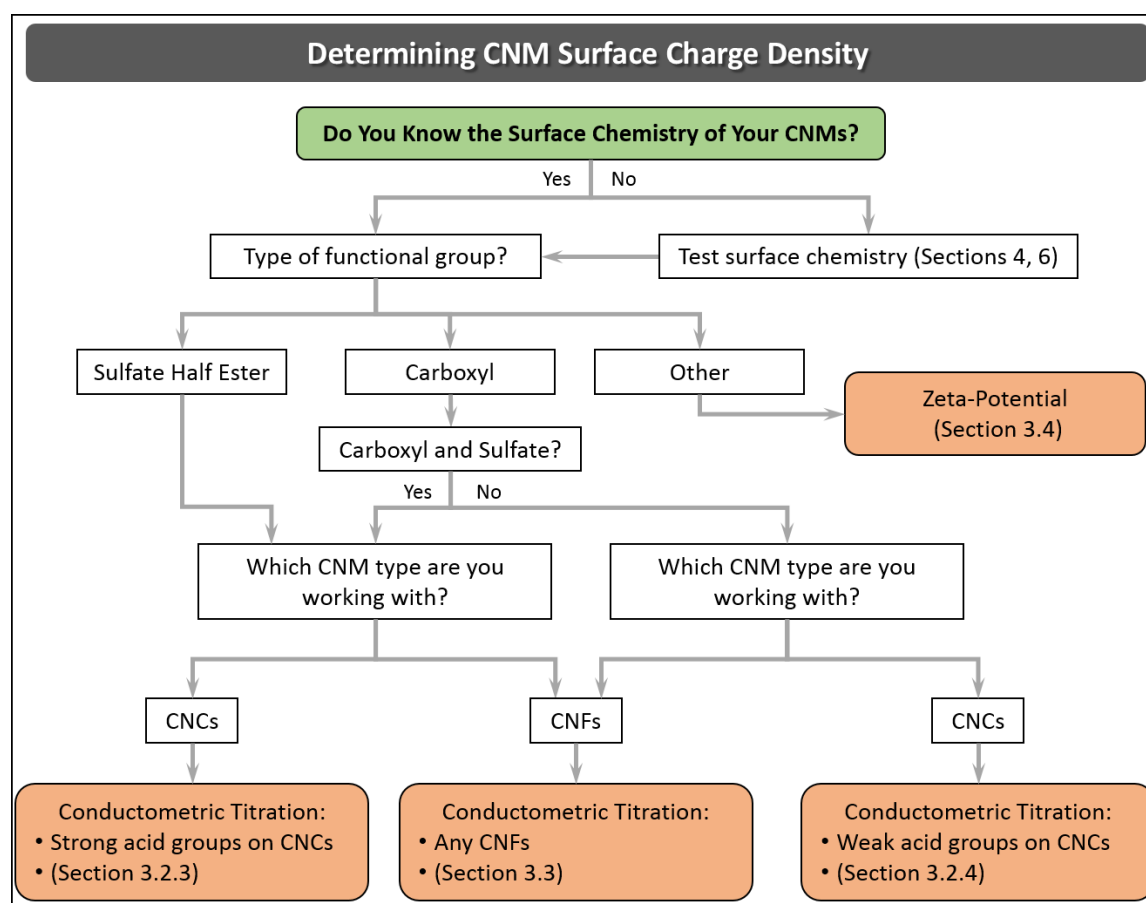 Determining CNM Surface Charge Density
Do You Know the Surface Chemistry of Your CNMs?
Yes No
Type of functional group?
Test surface chemistry (Sections 4, 6)
Sulfate Half Ester
Carboxyl
Other
Zeta-Potential
(Section 3.4)
Carboxyl and Sulfate?
Yes No
Which CNM type are you
working with?
Which CNM type are you
working with?
CNCs
CNFs
CNCs
Conductometric Titration:
• Strong acid groups on CNCs
• (Section 3.2.3)
Conductometric Titration:
• Any CNFs
• (Section 3.3)
Conductometric Titration:
• Weak acid groups on CNCs
• (Section 3.2.4)